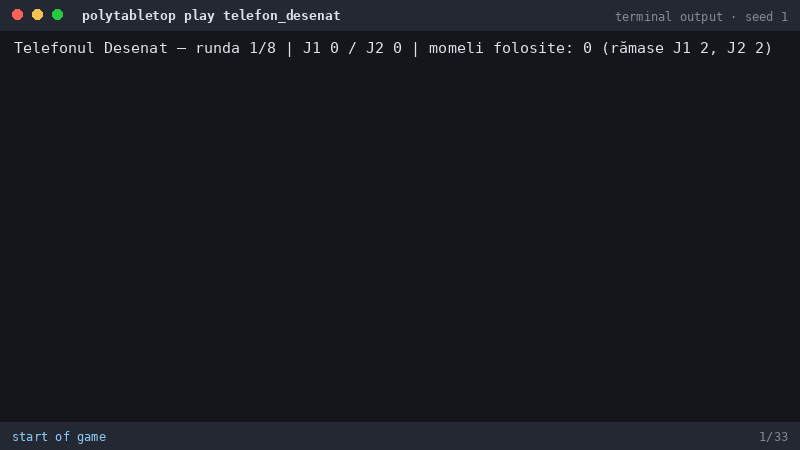 polytabletop play telefon_desenat
terminal output · seed 1
Telefonul Desenat — runda 1/8 | J1 0 / J2 0 | momeli folosite: 0 (rămase J1 2, J2 2)
start of game
1/33